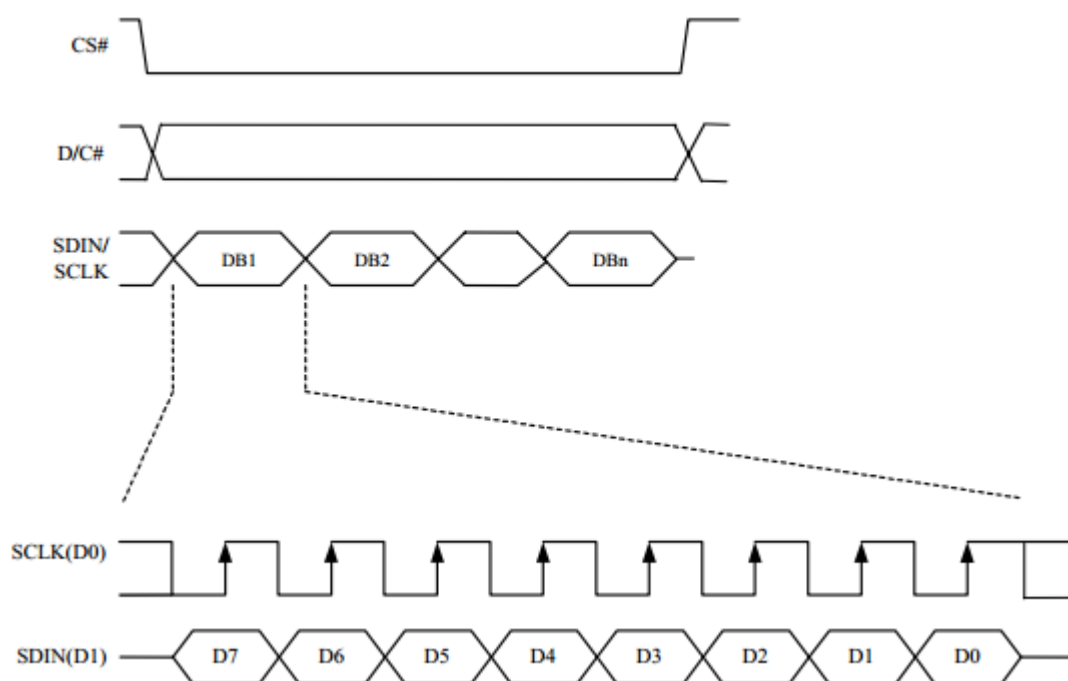 CS#
D/C#
SDIN/
SCLK
DB1 DB2 DBn
SCLK(D0)
SDIN(D1) D7 D6 D5 D4 D3 D2 D1 D0